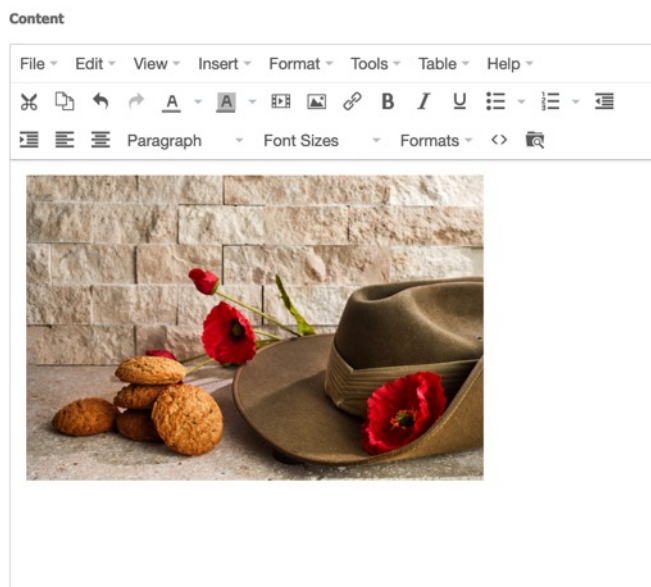 Content
File Edit View Insert Format Tools Table Help
A A B I U
Paragraph Font Sizes Formats <>